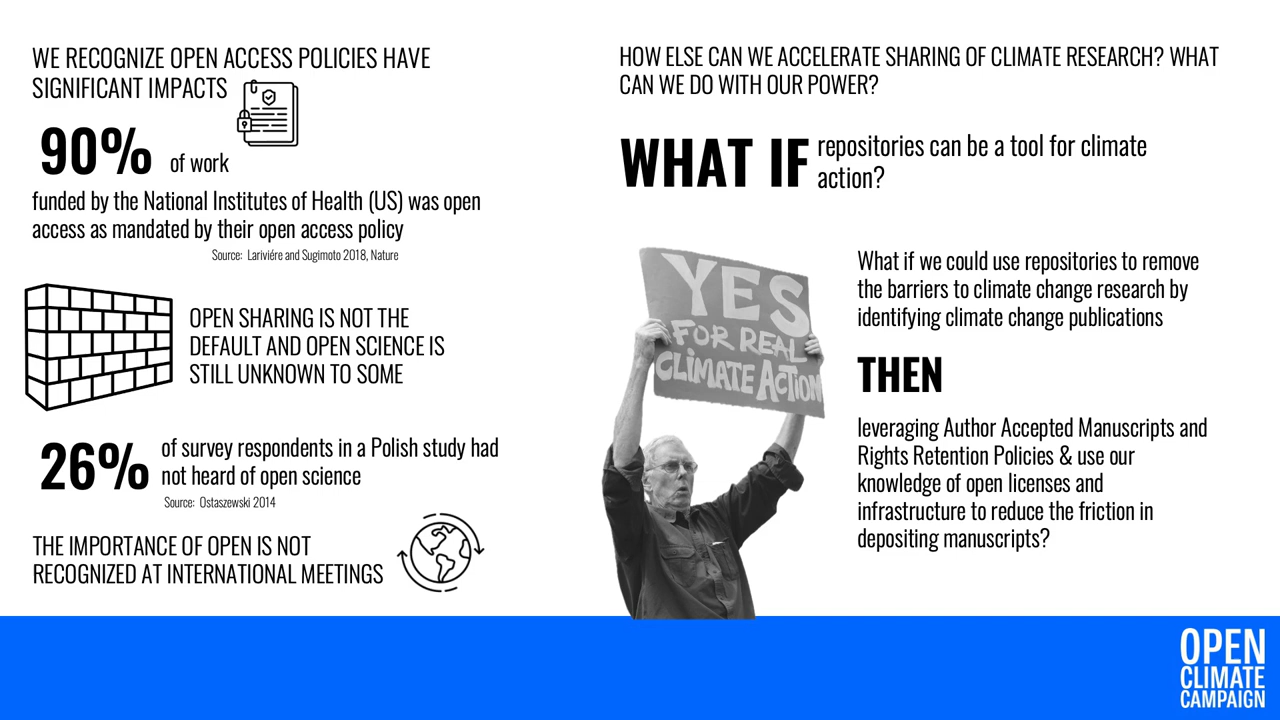 WE RECOGNIZE OPEN ACCESS POLICIES HAVE
SIGNIFICANT IMPACTS
90% of work
funded by the National Institutes of Health (US) was open
access as mandated by their open access policy
Source: Lariviére and Sugimoto 2018, Nature
OPEN SHARING IS NOT THE
DEFAULT AND OPEN SCIENCE IS
STILL UNKNOWN TO SOME
26% of survey respondents in a Polish study had
not heard of open science
Source: Ostaszewski 2014
THE IMPORTANCE OF OPEN IS NOT
RECOGNIZED AT INTERNATIONAL MEETINGS
HOW ELSE CAN WE ACCELERATE SHARING OF CLIMATE RESEARCH? WHAT
CAN WE DO WITH OUR POWER?
WHAT IF repositories can be a tool for climate
action?
YES
FOR REAL
CLiMATE ACTiON
What if we could use repositories to remove
the barriers to climate change research by
identifying climate change publications
THEN
leveraging Author Accepted Manuscripts and
Rights Retention Policies & use our
knowledge of open licenses and
infrastructure to reduce the friction in
depositing manuscripts?
OPEN
CLIMATE
CAMPAIGN